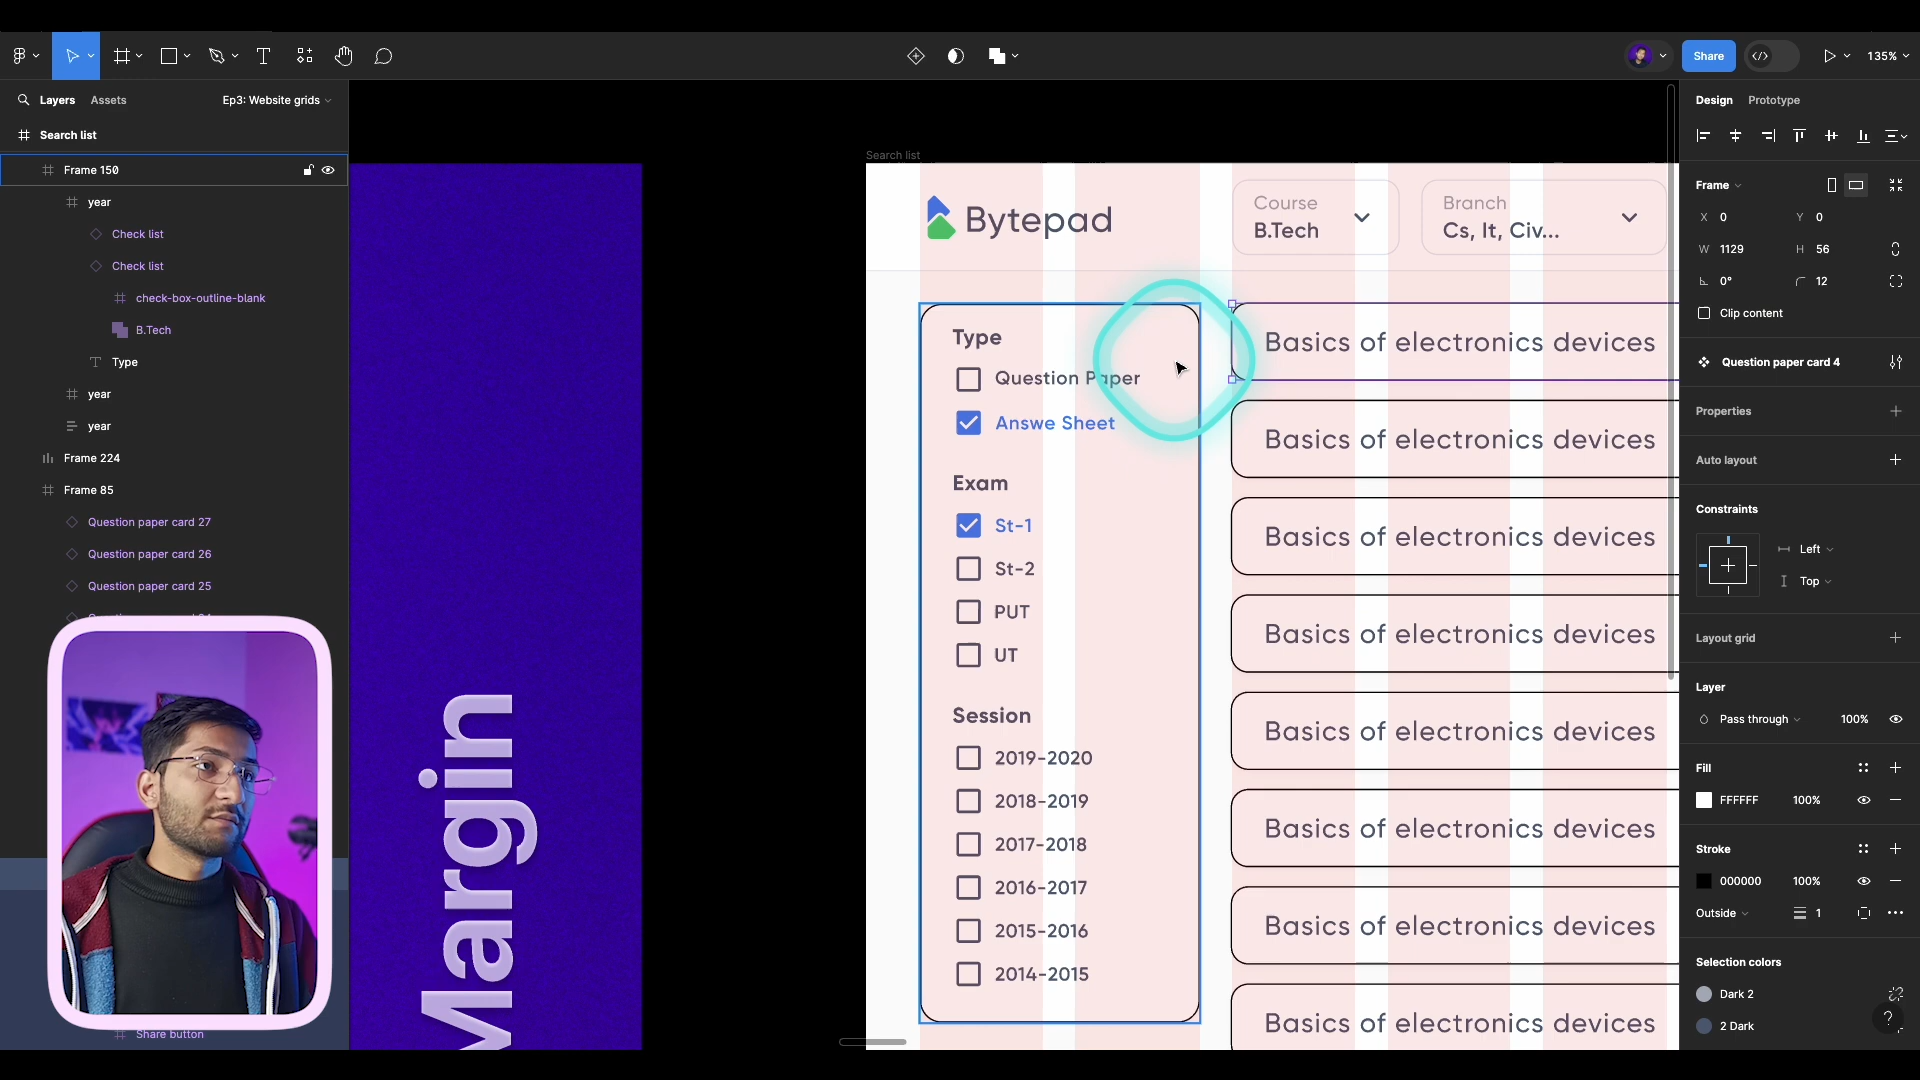 Share
135%
Layers
Assets
Ep3: Website grids
Design
Prototype
Search list
Frame 150
year
Check list
Check list
check-box-outline-blank
B.Tech
Type
year
year
Frame 224
Frame 85
Question paper card 27
Question paper card 26
Question paper card 25
Share button
Margin
Search list
Bytepad
Course
B.Tech
Branch
Cs, It, Civ...
Type
Question Paper
Answe Sheet
Exam
St-1
St-2
PUT
UT
Session
2019-2020
2018-2019
2017-2018
2016-2017
2015-2016
2014-2015
Basics of electronics devices
Basics of electronics devices
Basics of electronics devices
Basics of electronics devices
Basics of electronics devices
Basics of electronics devices
Basics of electronics devices
Basics of electronics devices
Frame
X 0
Y 0
W 1129
H 56
0°
12
Clip content
Question paper card 4
Properties
Auto layout
Constraints
Left
Top
Layout grid
Layer
Pass through
100%
Fill
FFFFFF
100%
Stroke
000000
100%
Outside
1
Selection colors
Dark 2
2 Dark
?